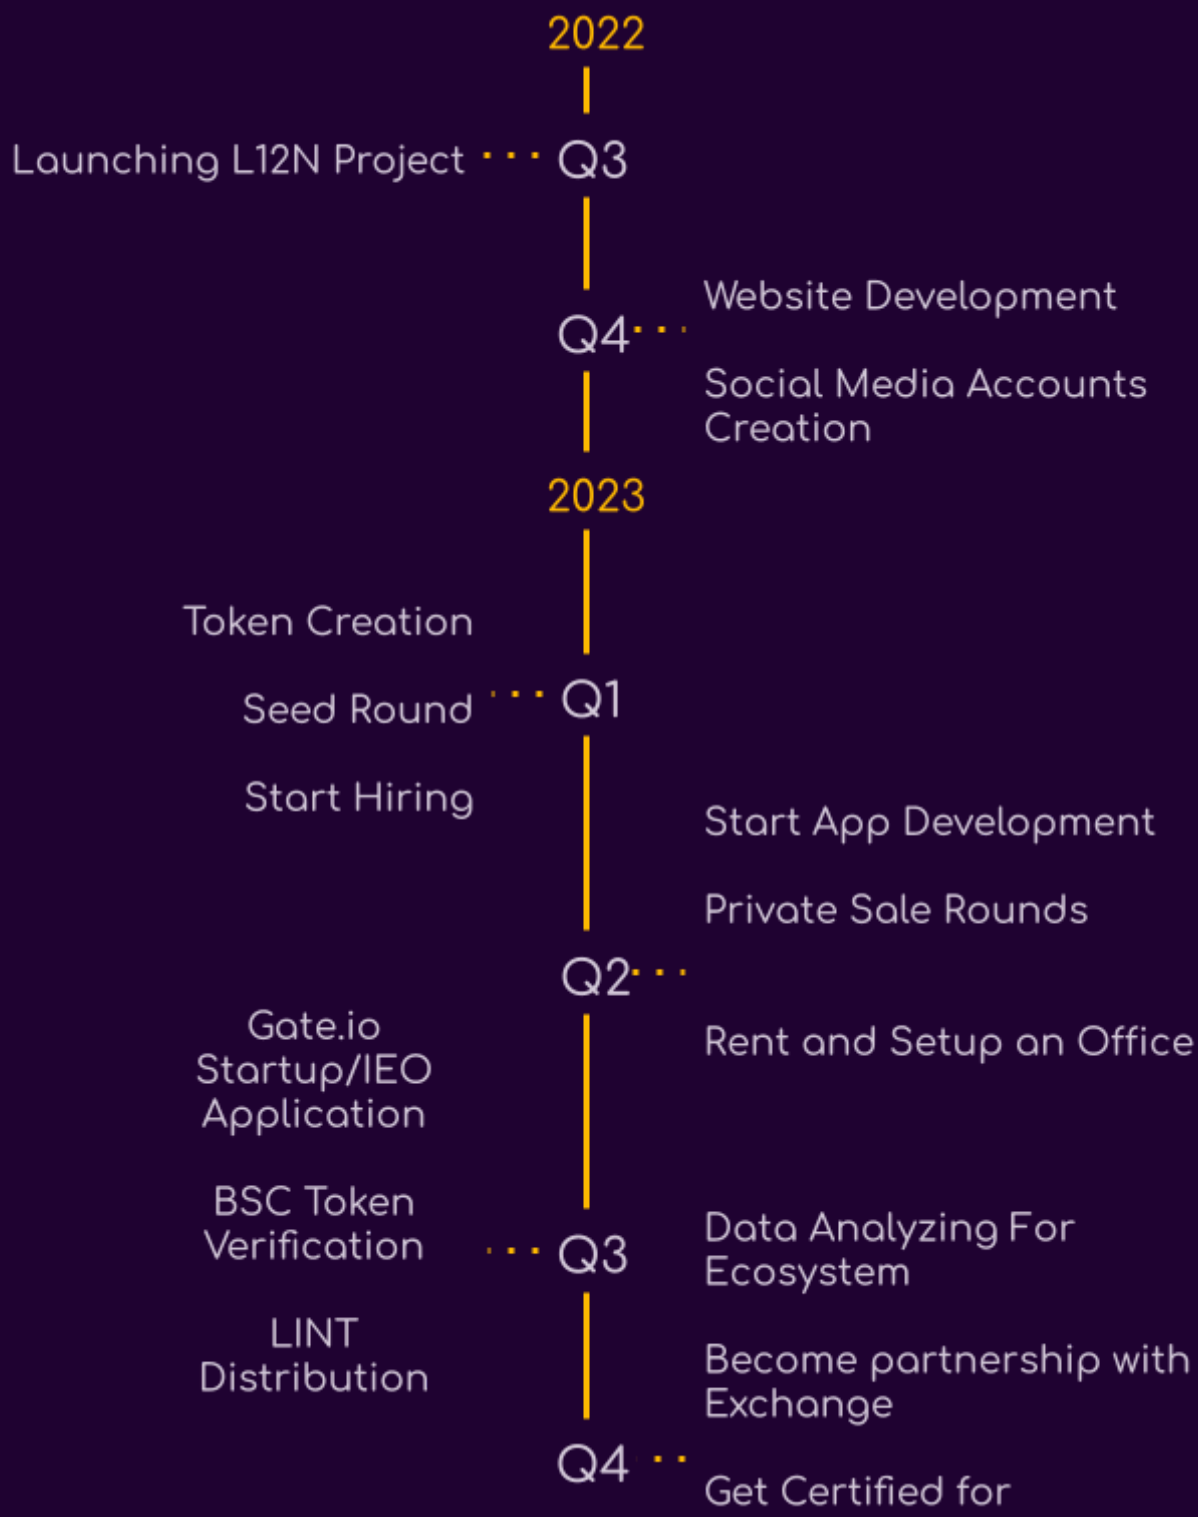 2022
Launching L12N Project
Q3
Q4
Website Development
Social Media Accounts
Creation
2023
Token Creation
Seed Round
Start Hiring
Q1
Start App Development
Private Sale Rounds
Rent and Setup an Office
Q2
Gate.io
Startup/IEO
Application
BSC Token
Verification
LINT
Distribution
Q3
Data Analyzing For
Ecosystem
Become partnership with
Exchange
Get Certified for
Q4